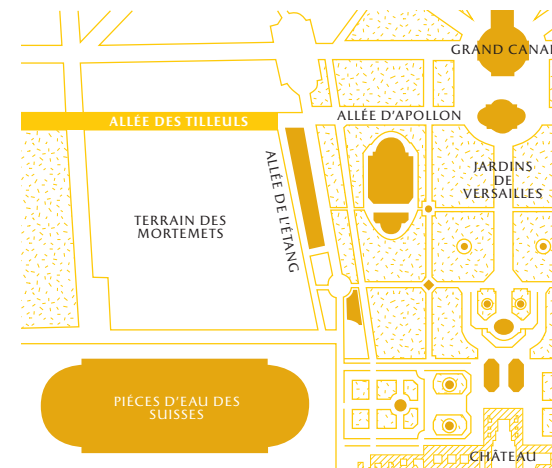 GRAND CANAL
ALLÉE DES TILLEULS
ALLÉE D'APOLLON
ALLÉE DE L'ÉTANG
JARDINS
DE
VERSAILLES
TERRAIN DES
MORTEMETS
PIÉCES D'EAU DES
SUISSES
CHÂTEAU